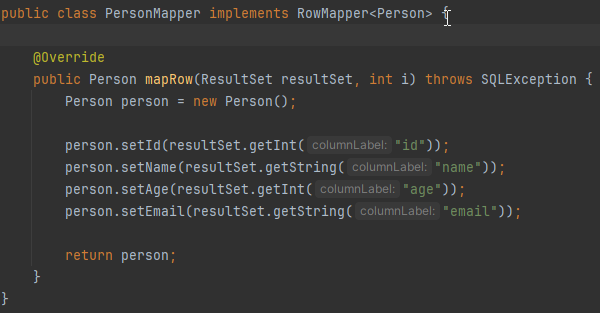 public class PersonMapper implements RowMapper<Person> {
@Override
public Person mapRow(ResultSet resultSet, int i) throws SQLException {
Person person = new Person();
person.setId(resultSet.getInt( columnLabel: "id"));
person.setName(resultSet.getString( columnLabel: "name"));
person.setAge(resultSet.getInt( columnLabel: "age"));
person.setEmail(resultSet.getString( columnLabel: "email"));
return person;
}
}